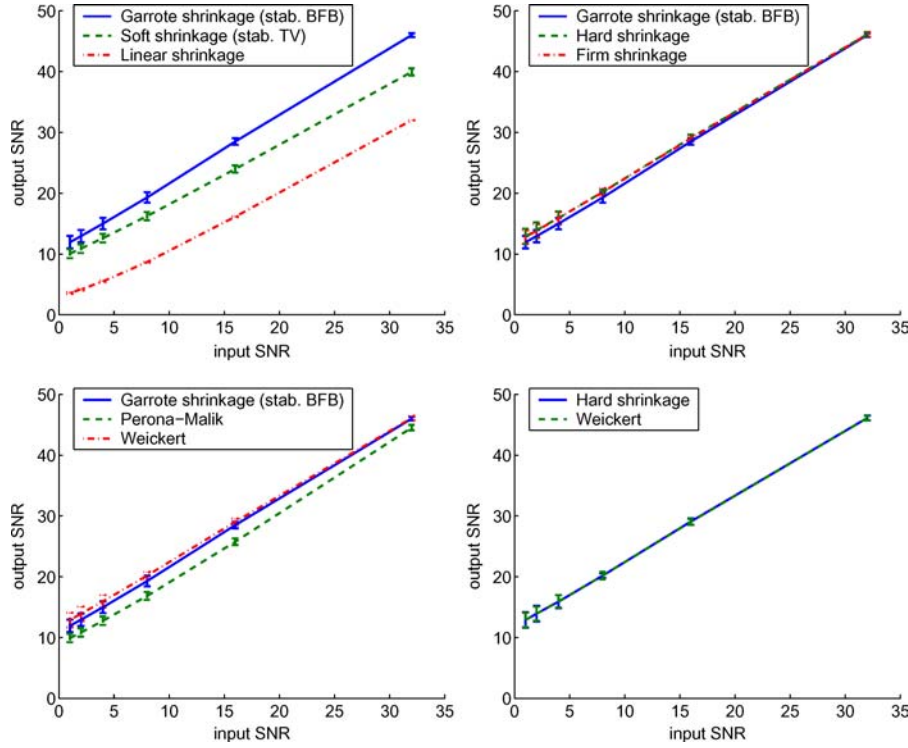 50
Garrote shrinkage (stab. BFB)
Soft shrinkage (stab. TV)
Linear shrinkage
40
30
20
10
0
output SNR
0 5 10 15 20 25 30 35
input SNR
50
Garrote shrinkage (stab. BFB)
Hard shrinkage
Firm shrinkage
40
30
20
10
0
output SNR
0 5 10 15 20 25 30 35
input SNR
50
Garrote shrinkage (stab. BFB)
Perona−Malik
Weickert
40
30
20
10
0
output SNR
0 5 10 15 20 25 30 35
input SNR
50
Hard shrinkage
Weickert
40
30
20
10
0
output SNR
0 5 10 15 20 25 30 35
input SNR